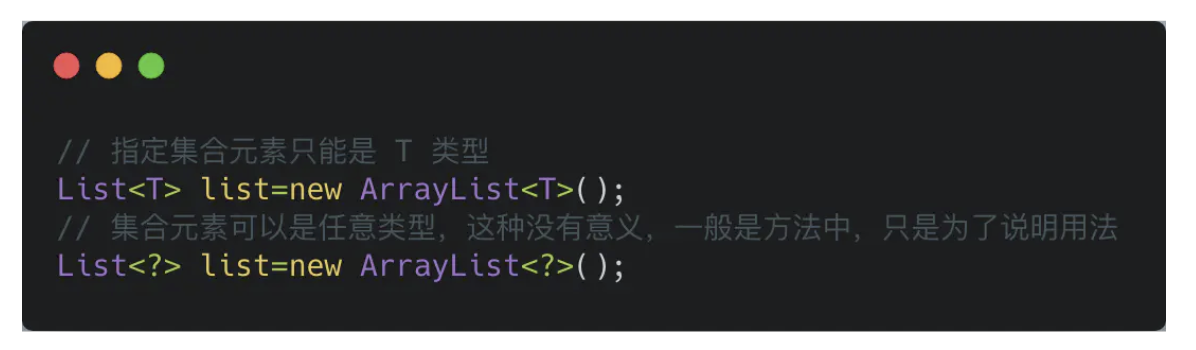 // 指定集合元素只能是 T 类型
List<T> list=new ArrayList<T>();
// 集合元素可以是任意类型，这种没有意义，一般是方法中，只是为了说明用法
List<?> list=new ArrayList<?>();